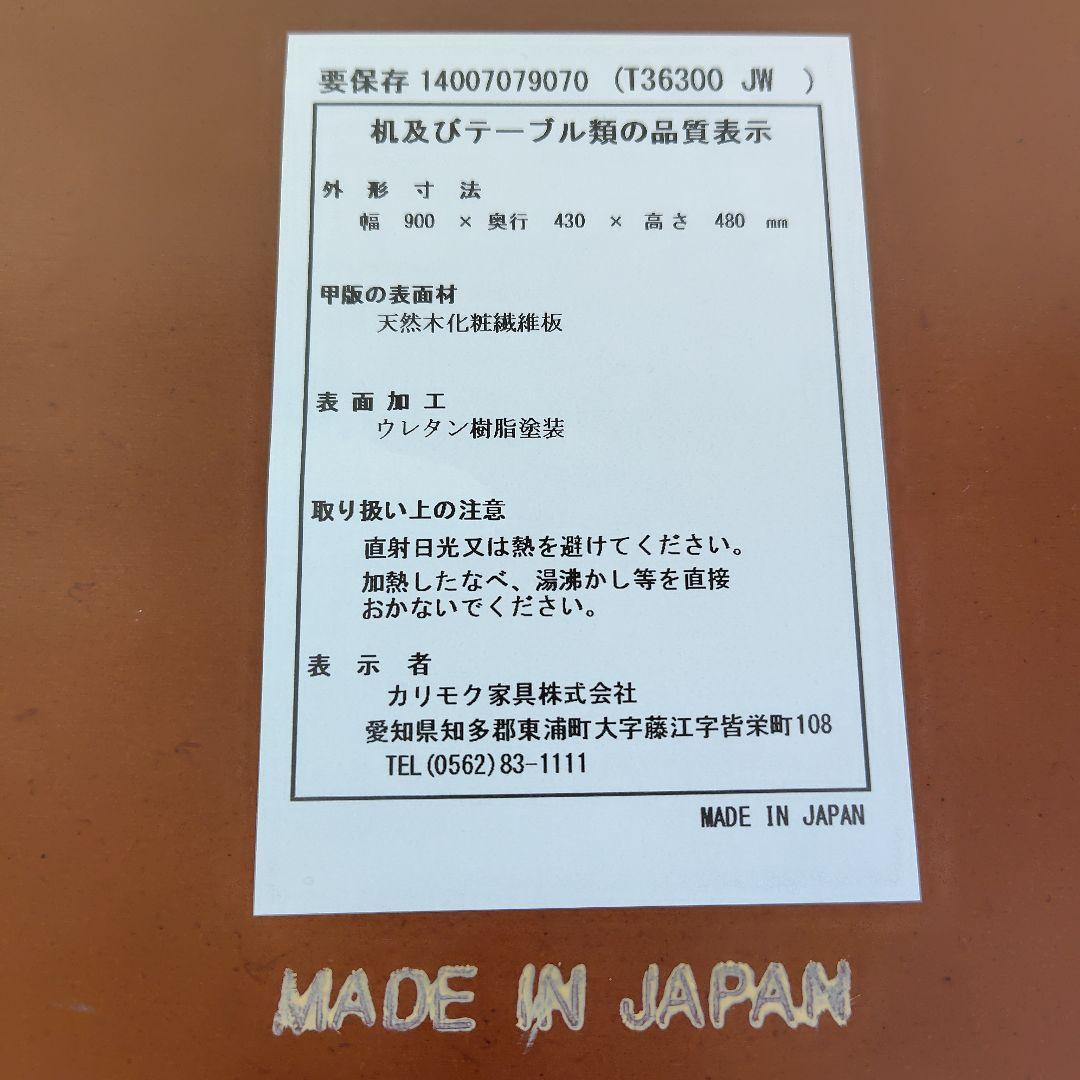 要保存 14007079070 (T36300 JW )
机及びテーブル類の品質表示
外形寸法
幅 900 × 奥行 430 × 高さ 480 ㎜
甲版の表面材
天然木化粧繊維板
表面加工
ウレタン樹脂塗装
取り扱い上の注意
直射日光又は熱を避けてください。
加熱したなべ、湯沸かし等を直接
おかないでください。
表示者
カリモク家具株式会社
愛知県知多郡東浦町大字藤江字皆栄町108
TEL(0562)83-1111
MADE IN JAPAN
MADE IN JAPAN